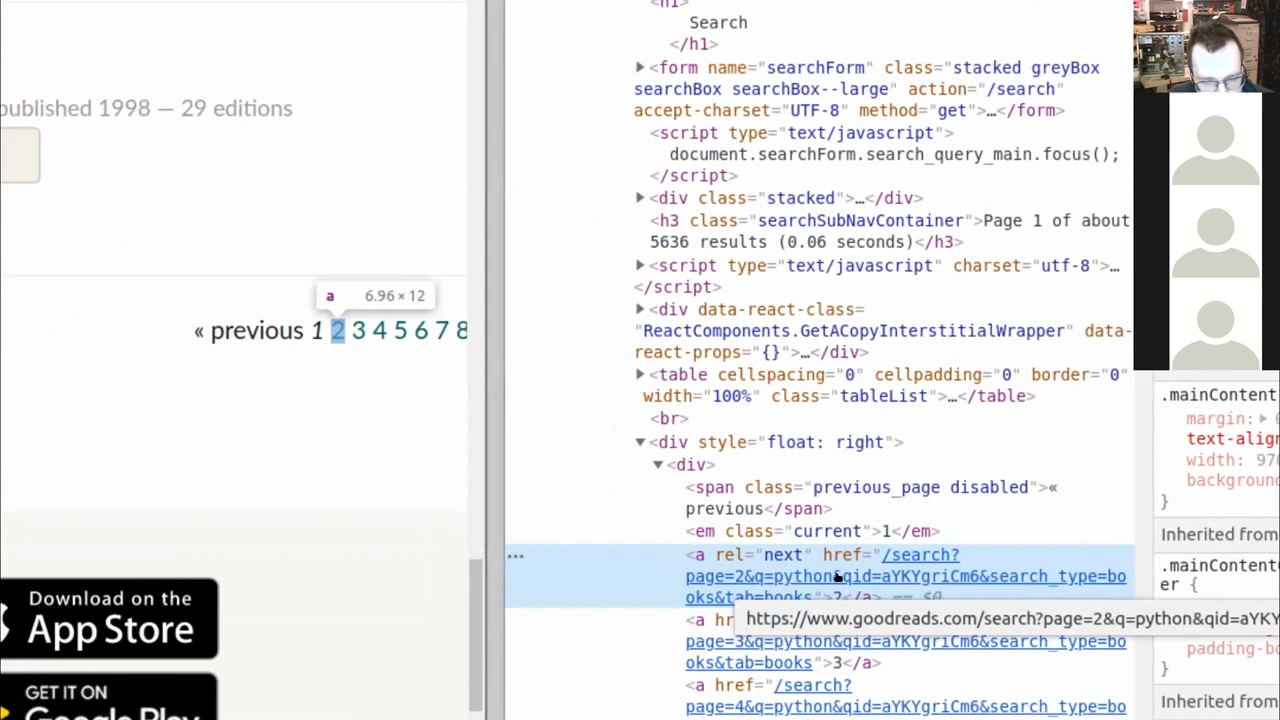 published 1998 — 29 editions
a 6.96 × 12
« previous 1 2 3 4 5 6 7 8
Download on the
App Store
GET IT ON
Google Play
Search
</h1>
<form name="searchForm" class="stacked greyBox
searchBox searchBox--large" action="/search"
accept-charset="UTF-8" method="get">…</form>
<script type="text/javascript">
document.searchForm.search_query_main.focus();
</script>
<div class="stacked">…</div>
<h3 class="searchSubNavContainer">Page 1 of about
5636 results (0.06 seconds)</h3>
<script type="text/javascript" charset="utf-8">…
</script>
<div data-react-class=
"ReactComponents.GetACopyInterstitialWrapper" data-
react-props="{}">…</div>
<table cellspacing="0" cellpadding="0" border="0"
width="100%" class="tableList">…</table>
<br>
<div style="float: right">
<div>
<span class="previous_page disabled">«
previous</span>
<em class="current">1</em>
<a rel="next" href="/search?
page=2&q=python&qid=aYKYgriCm6&search_type=bo
oks&tab=books">2</a> == $0
https://www.goodreads.com/search?page=2&q=python&qid=aYKY
<a hr
page=3&q=python&qid=aYKYgriCm6&search_type=bo
oks&tab=books">3</a>
<a href="/search?
page=4&q=python&qid=aYKYgriCm6&search_type=bo
.mainContent
margin:
text-align
width: 970
background
}
Inherited from
.mainContent
er {
padding-bo
}
Inherited from